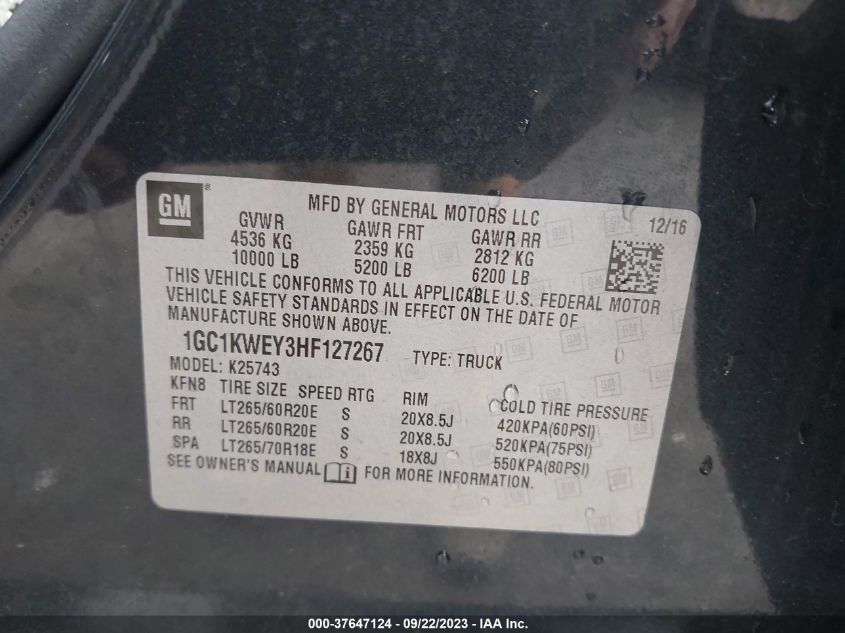 GM ®
MFD BY GENERAL MOTORS LLC
12/16
GVWR GAWR FRT GAWR RR
4536 KG 2359 KG 2812 KG
10000 LB 5200 LB 6200 LB
THIS VEHICLE CONFORMS TO ALL APPLICABLE U.S. FEDERAL MOTOR
VEHICLE SAFETY STANDARDS IN EFFECT ON THE DATE OF
MANUFACTURE SHOWN ABOVE.
1GC1KWEY3HF127267 TYPE: TRUCK
MODEL: K25743
KFN8 TIRE SIZE SPEED RTG RIM COLD TIRE PRESSURE
FRT LT265/60R20E S 20X8.5J 420KPA(60PSI)
RR LT265/60R20E S 20X8.5J 520KPA(75PSI)
SPA LT265/70R18E S 18X8J 550KPA(80PSI)
SEE OWNER'S MANUAL FOR MORE INFORMATION.
000-37647124 - 09/22/2023 - IAA Inc.